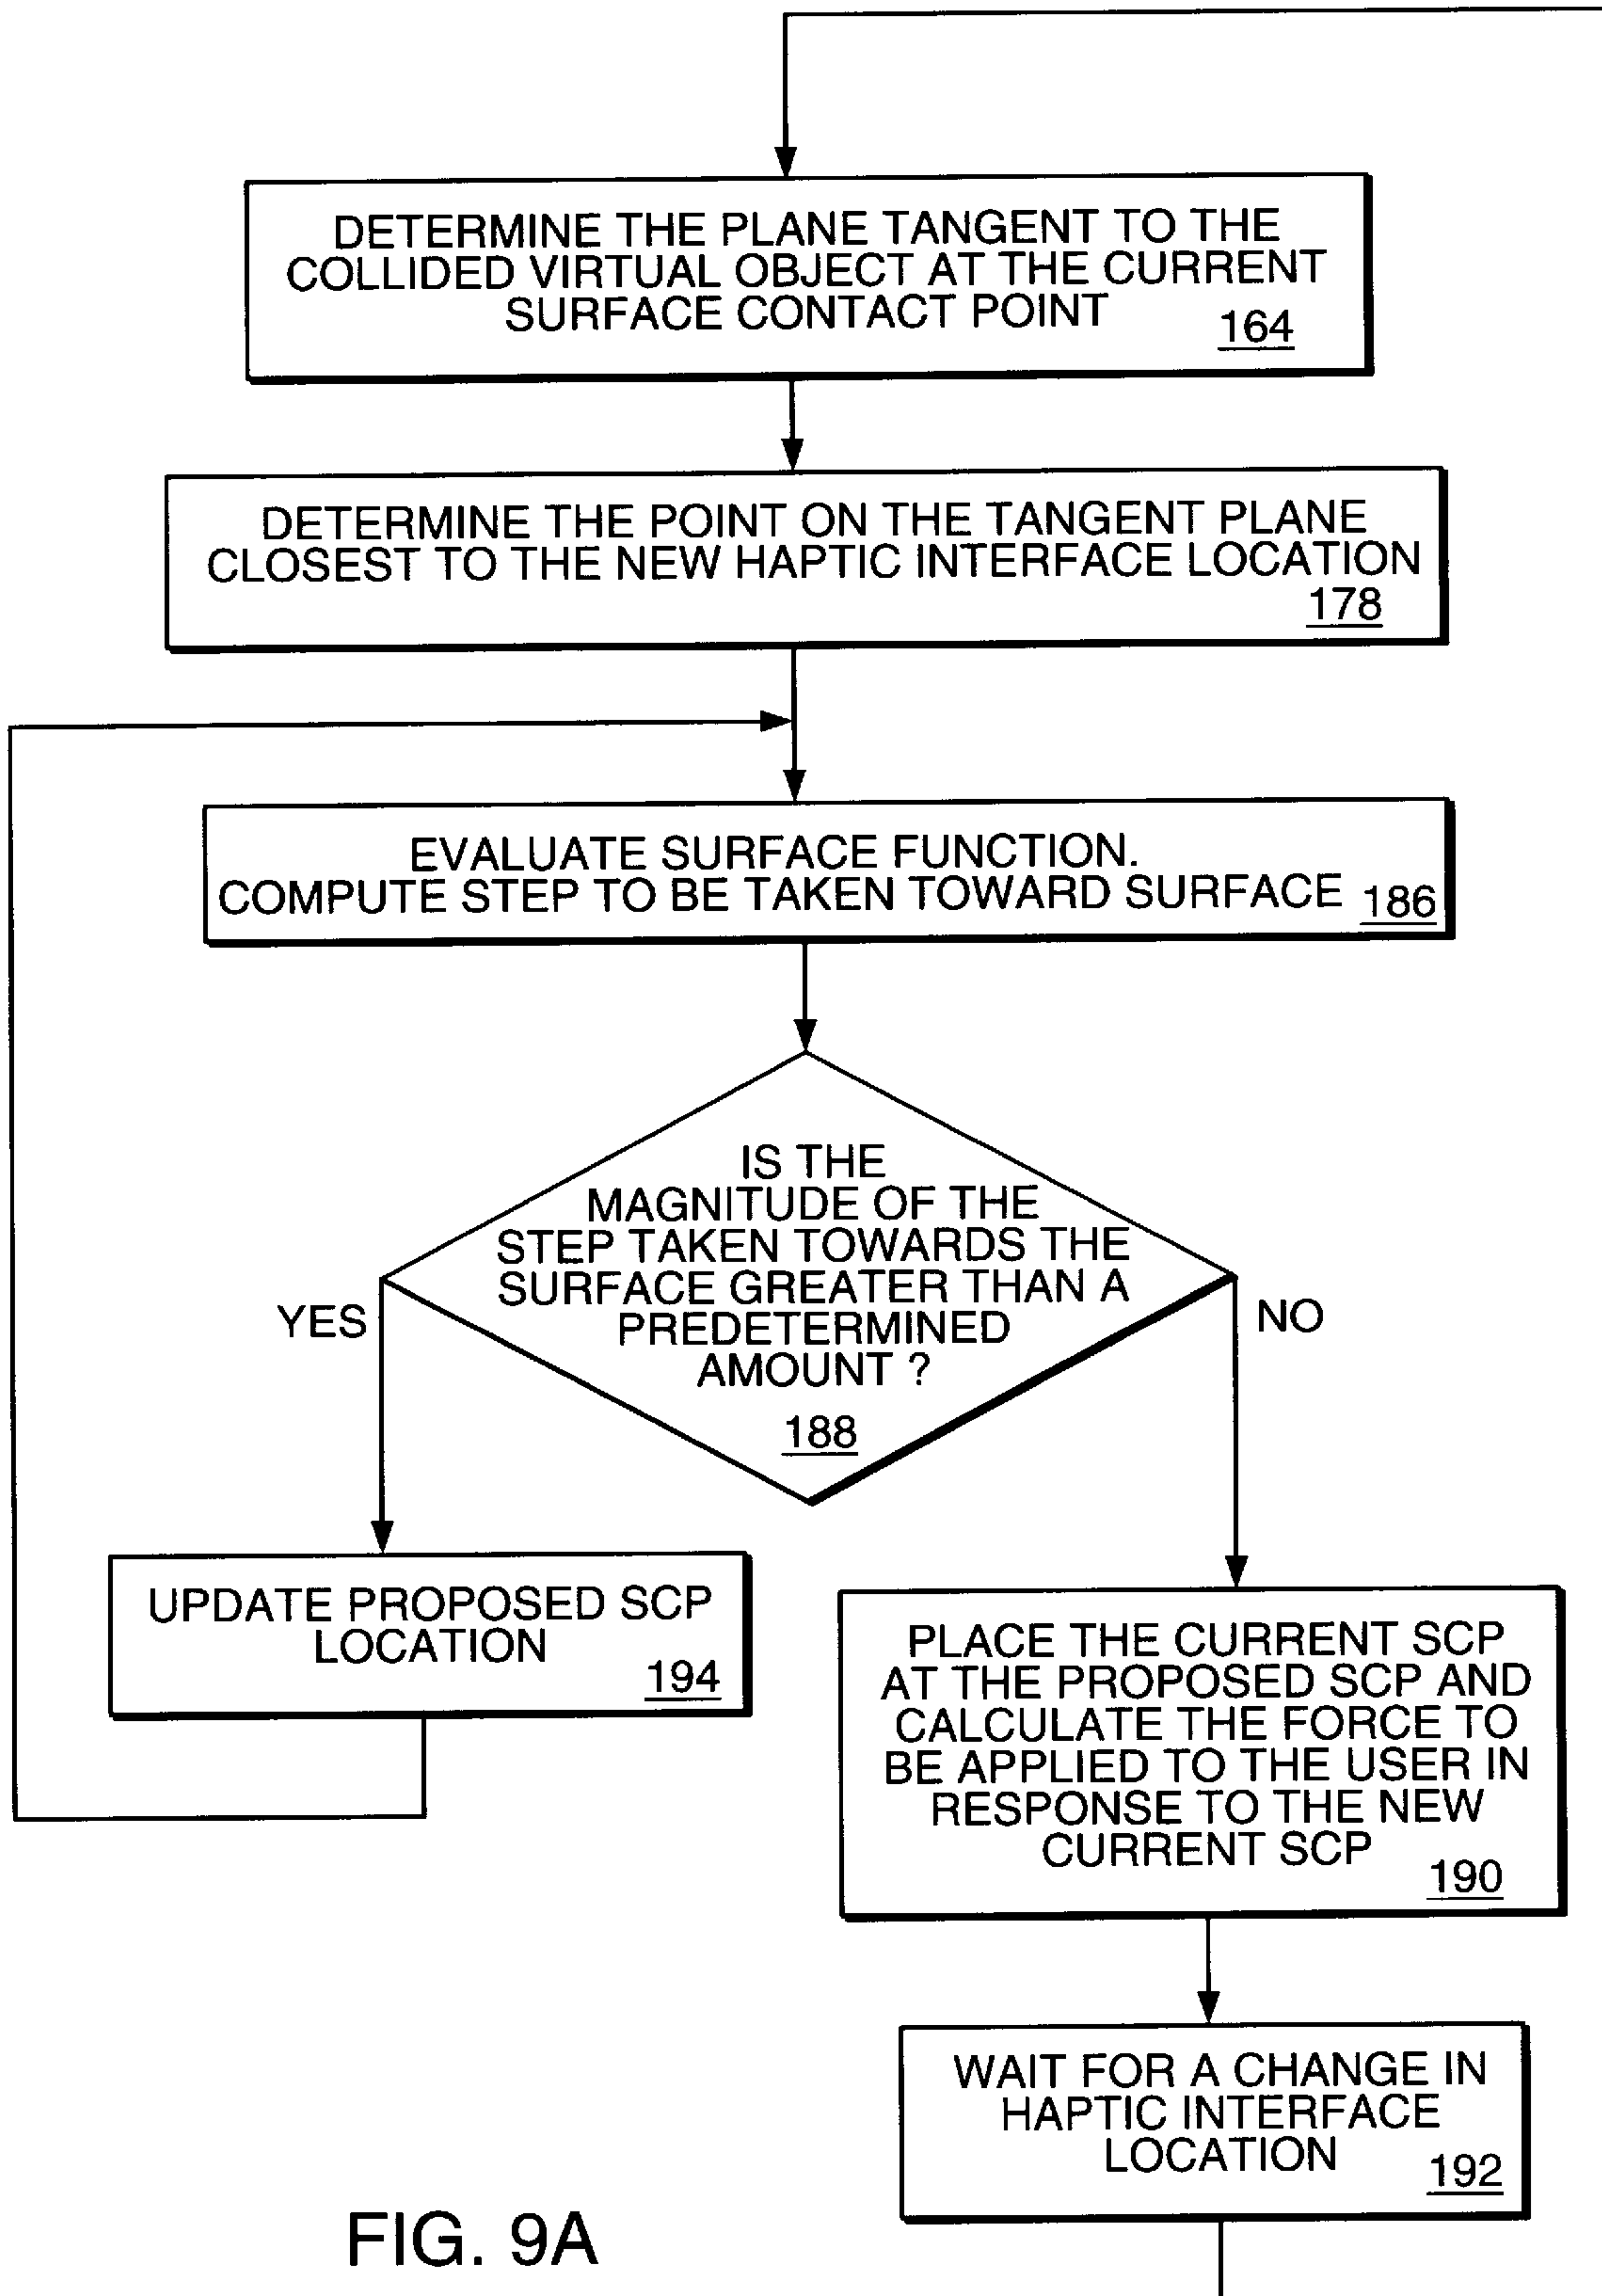 DETERMINE THE PLANE TANGENT TO THE
COLLIDED VIRTUAL OBJECT AT THE CURRENT
SURFACE CONTACT POINT
164
DETERMINE THE POINT ON THE TANGENT PLANE
CLOSEST TO THE NEW HAPTIC INTERFACE LOCATION
178
EVALUATE SURFACE FUNCTION.
COMPUTE STEP TO BE TAKEN TOWARD SURFACE 186
IS THE
MAGNITUDE OF THE
STEP TAKEN TOWARDS THE
SURFACE GREATER THAN A
PREDETERMINED
AMOUNT ?
188
YES
NO
UPDATE PROPOSED SCP
LOCATION
194
PLACE THE CURRENT SCP
AT THE PROPOSED SCP AND
CALCULATE THE FORCE TO
BE APPLIED TO THE USER IN
RESPONSE TO THE NEW
CURRENT SCP
190
WAIT FOR A CHANGE IN
HAPTIC INTERFACE
LOCATION
192
FIG. 9A